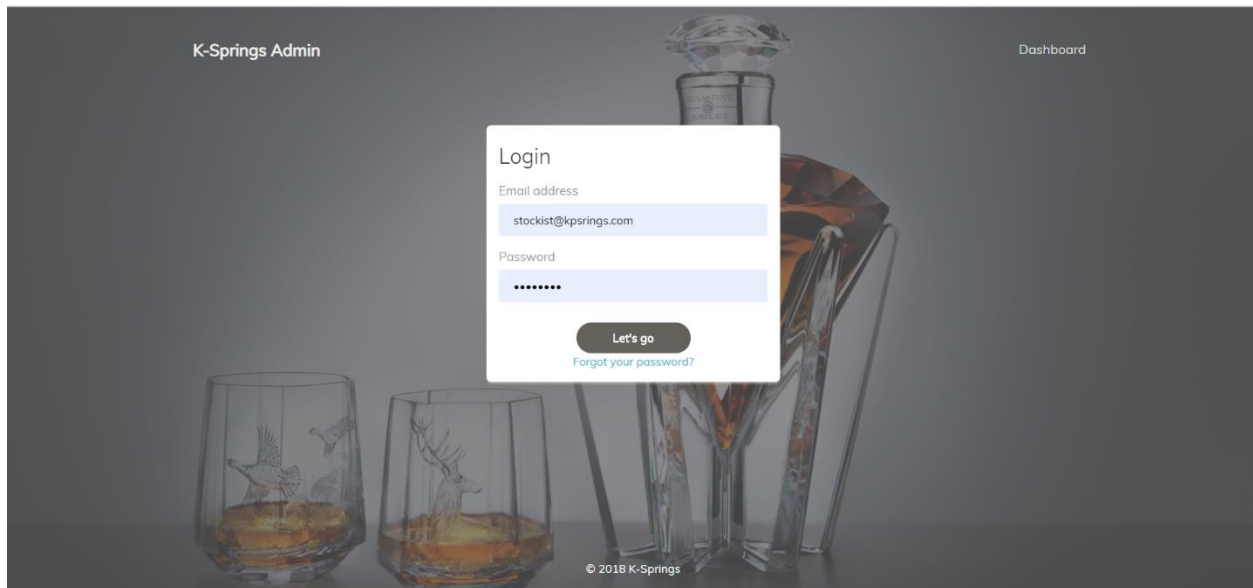 K-Springs Admin
Dashboard
Login
Email address
stockist@kpsrings.com
Password
••••••••
Let's go
Forgot your password?
© 2018 K-Springs